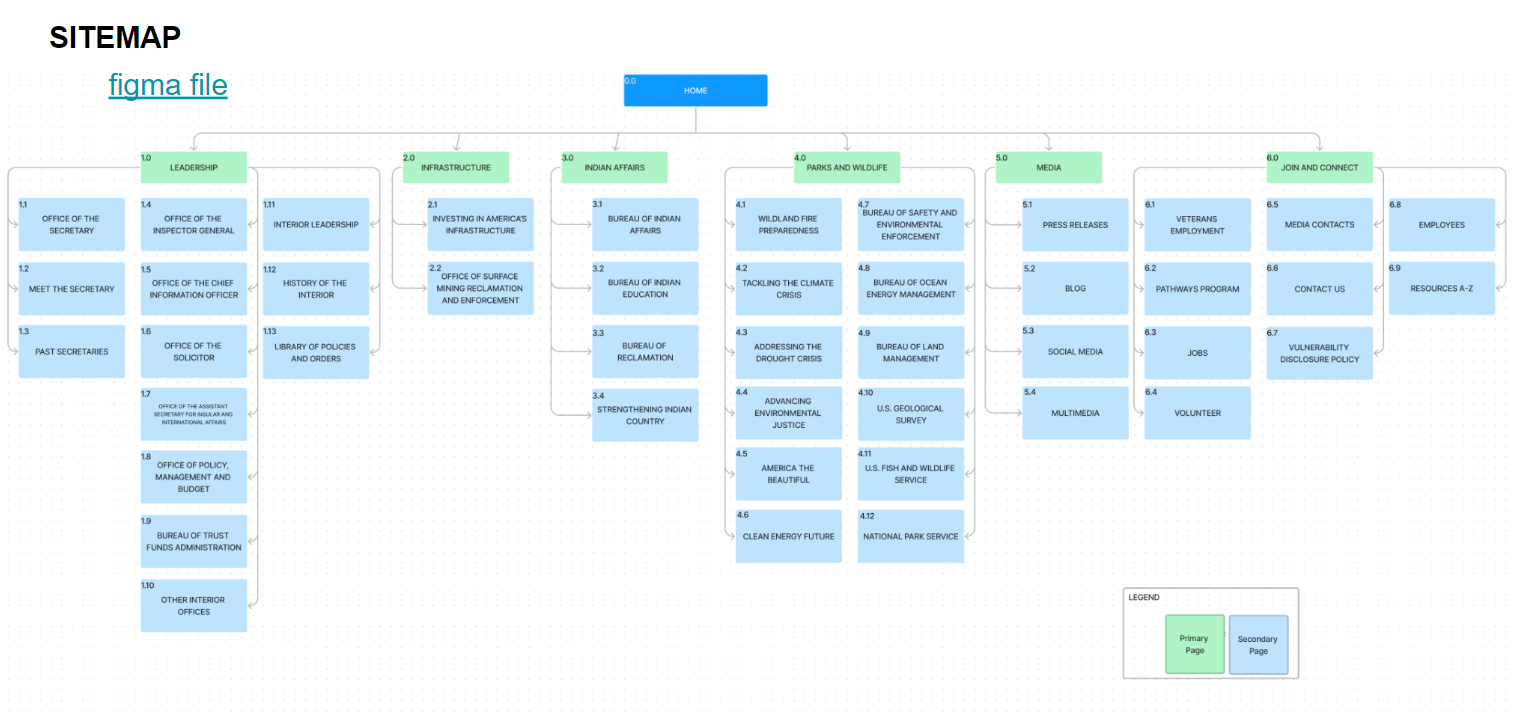 SITEMAP
figma file
0.0
HOME
1.0
LEADERSHIP
1.1
OFFICE OF THE
SECRETARY
1.2
MEET THE SECRETARY
1.3
PAST SECRETARIES
1.4
OFFICE OF THE
INSPECTOR GENERAL
1.5
OFFICE OF THE CHIEF
INFORMATION OFFICER
1.6
OFFICE OF THE
SOLICITOR
1.7
OFFICE OF THE ASSISTANT
SECRETARY FOR INSULAR AND
INTERNATIONAL AFFAIRS
1.8
OFFICE OF POLICY,
MANAGEMENT AND
BUDGET
1.9
BUREAU OF TRUST
FUNDS ADMINISTRATION
1.10
OTHER INTERIOR
OFFICES
1.11
INTERIOR LEADERSHIP
1.12
HISTORY OF THE
INTERIOR
1.13
LIBRARY OF POLICIES
AND ORDERS
2.0
INFRASTRUCTURE
2.1
INVESTING IN AMERICA'S
INFRASTRUCTURE
2.2
OFFICE OF SURFACE
MINING RECLAMATION
AND ENFORCEMENT
3.0
INDIAN AFFAIRS
3.1
BUREAU OF INDIAN
AFFAIRS
3.2
BUREAU OF INDIAN
EDUCATION
3.3
BUREAU OF
RECLAMATION
3.4
STRENGTHENING INDIAN
COUNTRY
4.0
PARKS AND WILDLIFE
4.1
WILDLAND FIRE
PREPAREDNESS
4.2
TACKLING THE CLIMATE
CRISIS
4.3
ADDRESSING THE
DROUGHT CRISIS
4.4
ADVANCING
ENVIRONMENTAL
JUSTICE
4.5
AMERICA THE
BEAUTIFUL
4.6
CLEAN ENERGY FUTURE
4.7
BUREAU OF SAFETY AND
ENVIRONMENTAL
ENFORCEMENT
4.8
BUREAU OF OCEAN
ENERGY MANAGEMENT
4.9
BUREAU OF LAND
MANAGEMENT
4.10
U.S. GEOLOGICAL
SURVEY
4.11
U.S. FISH AND WILDLIFE
SERVICE
4.12
NATIONAL PARK SERVICE
5.0
MEDIA
5.1
PRESS RELEASES
5.2
BLOG
5.3
SOCIAL MEDIA
5.4
MULTIMEDIA
6.0
JOIN AND CONNECT
6.1
VETERANS
EMPLOYMENT
6.2
PATHWAYS PROGRAM
6.3
JOBS
6.4
VOLUNTEER
6.5
MEDIA CONTACTS
6.6
CONTACT US
6.7
VULNERABILITY
DISCLOSURE POLICY
6.8
EMPLOYEES
6.9
RESOURCES A-Z
LEGEND
Primary
Page
Secondary
Page